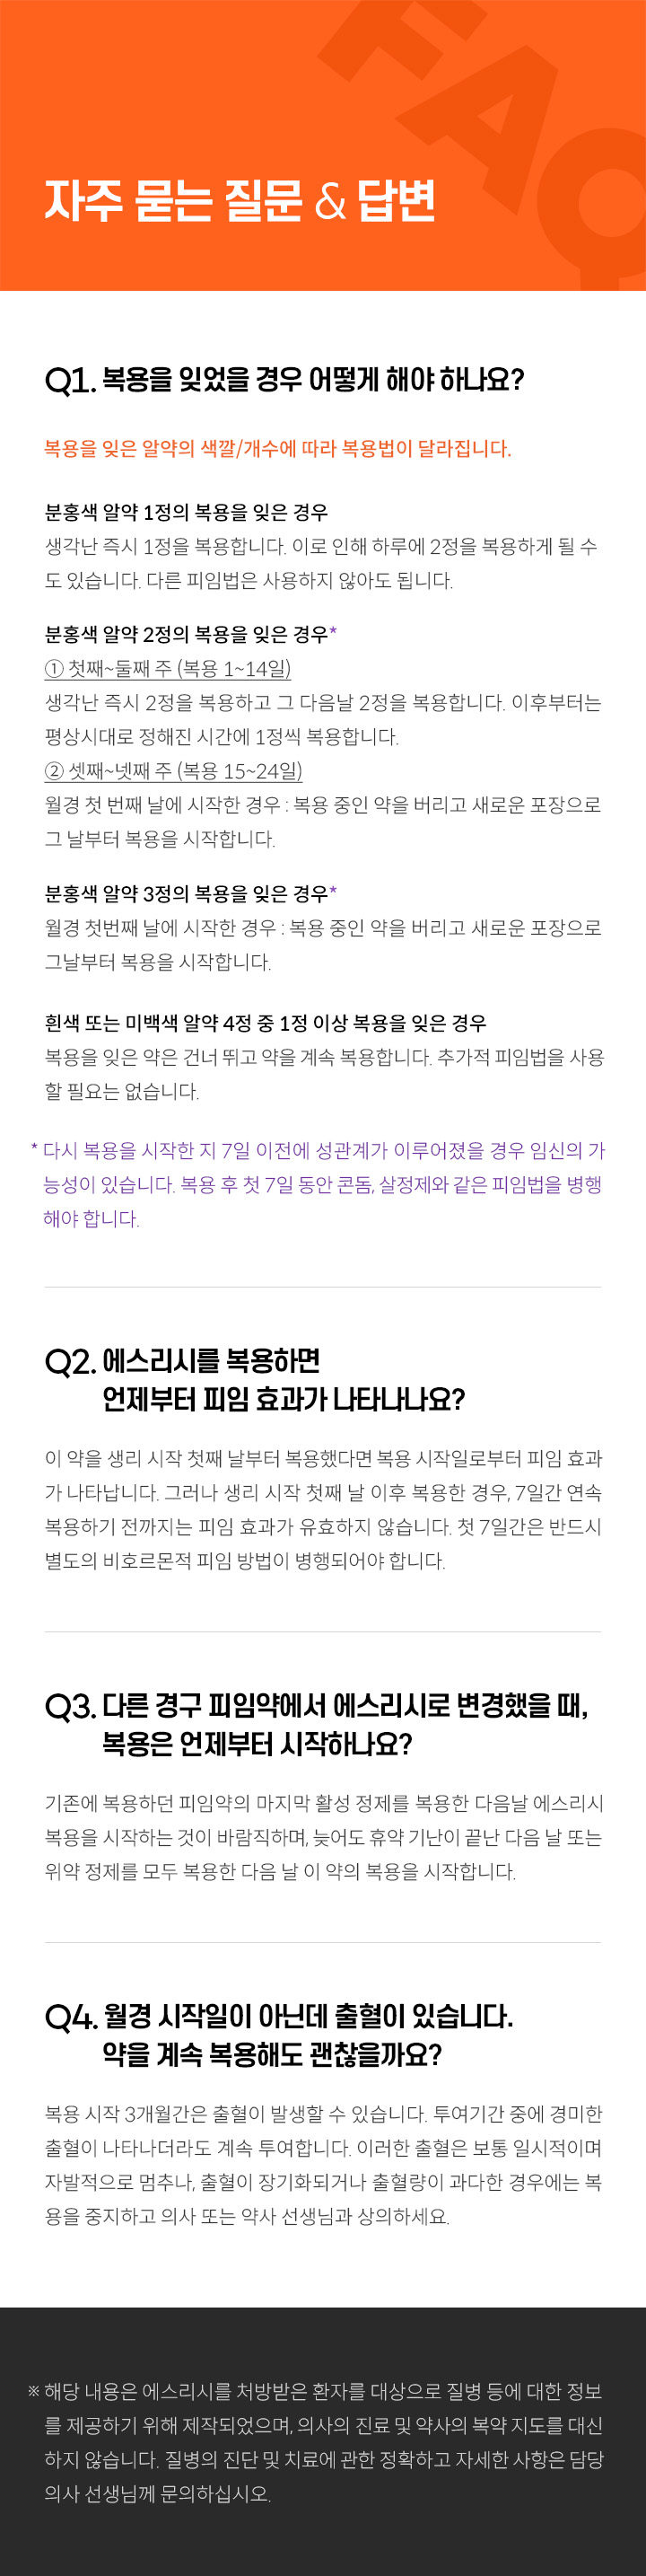 FAQ
자주 묻는 질문 & 답변
Q1. 복용을 잊었을 경우 어떻게 해야 하나요?
복용을 잊은 알약의 색깔/개수에 따라 복용법이 달라집니다.
분홍색 알약 1정의 복용을 잊은 경우
생각난 즉시 1정을 복용합니다. 이로 인해 하루에 2정을 복용하게 될 수
도 있습니다. 다른 피임법은 사용하지 않아도 됩니다.
분홍색 알약 2정의 복용을 잊은 경우*
① 첫째~둘째 주 (복용 1~14일)
생각난 즉시 2정을 복용하고 그 다음날 2정을 복용합니다. 이후부터는
평상시대로 정해진 시간에 1정씩 복용합니다.
② 셋째~넷째 주 (복용 15~24일)
월경 첫 번째 날에 시작한 경우 : 복용 중인 약을 버리고 새로운 포장으로
그 날부터 복용을 시작합니다.
분홍색 알약 3정의 복용을 잊은 경우*
월경 첫번째 날에 시작한 경우 : 복용 중인 약을 버리고 새로운 포장으로
그날부터 복용을 시작합니다.
흰색 또는 미백색 알약 4정 중 1정 이상 복용을 잊은 경우
복용을 잊은 약은 건너 뛰고 약을 계속 복용합니다. 추가적 피임법을 사용
할 필요는 없습니다.
* 다시 복용을 시작한 지 7일 이전에 성관계가 이루어졌을 경우 임신의 가
능성이 있습니다. 복용 후 첫 7일 동안 콘돔, 살정제와 같은 피임법을 병행
해야 합니다.
Q2. 에스리시를 복용하면
언제부터 피임 효과가 나타나나요?
이 약을 생리 시작 첫째 날부터 복용했다면 복용 시작일로부터 피임 효과
가 나타납니다. 그러나 생리 시작 첫째 날 이후 복용한 경우, 7일간 연속
복용하기 전까지는 피임 효과가 유효하지 않습니다. 첫 7일간은 반드시
별도의 비호르몬적 피임 방법이 병행되어야 합니다.
Q3. 다른 경구 피임약에서 에스리시로 변경했을 때,
복용은 언제부터 시작하나요?
기존에 복용하던 피임약의 마지막 활성 정제를 복용한 다음날 에스리시
복용을 시작하는 것이 바람직하며, 늦어도 휴약 기난이 끝난 다음 날 또는
위약 정제를 모두 복용한 다음 날 이 약의 복용을 시작합니다.
Q4. 월경 시작일이 아닌데 출혈이 있습니다.
약을 계속 복용해도 괜찮을까요?
복용 시작 3개월간은 출혈이 발생할 수 있습니다. 투여기간 중에 경미한
출혈이 나타나더라도 계속 투여합니다. 이러한 출혈은 보통 일시적이며
자발적으로 멈추나, 출혈이 장기화되거나 출혈량이 과다한 경우에는 복
용을 중지하고 의사 또는 약사 선생님과 상의하세요.
※ 해당 내용은 에스리시를 처방받은 환자를 대상으로 질병 등에 대한 정보
를 제공하기 위해 제작되었으며, 의사의 진료 및 약사의 복약 지도를 대신
하지 않습니다. 질병의 진단 및 치료에 관한 정확하고 자세한 사항은 담당
의사 선생님께 문의하십시오.